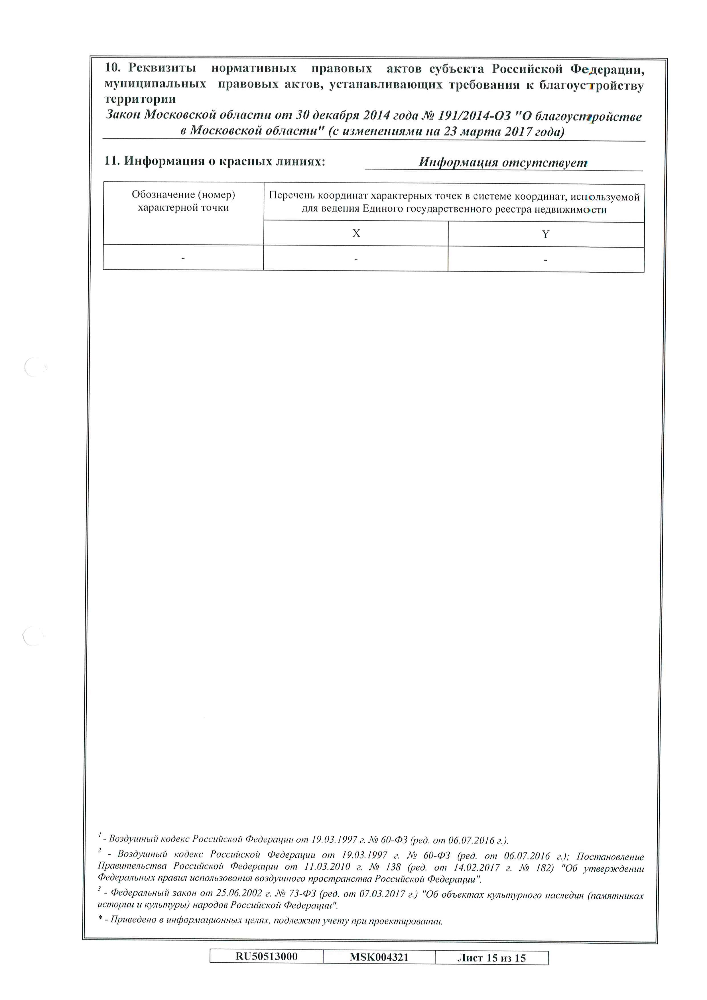 10. Реквизиты нормативных правовых актов субъекта Российской Федерации,
муниципальных правовых актов, устанавливающих требования к благоустройству
территории
Закон Московской области от 30 декабря 2014 года № 191/2014-ОЗ "О благоустройстве
в Московской области" (с изменениями на 23 марта 2017 года)
11. Информация о красных линиях: Информация отсутствует
Обозначение (номер)
характерной точки
Перечень координат характерных точек в системе координат, используемой
для ведения Единого государственного реестра недвижимости
X Y
- - -
1 - Воздушный кодекс Российской Федерации от 19.03.1997 г. № 60-ФЗ (ред. от 06.07.2016 г.).
2 - Воздушный кодекс Российской Федерации от 19.03.1997 г. № 60-ФЗ (ред. от 06.07.2016 г.); Постановление
Правительства Российской Федерации от 11.03.2010 г. № 138 (ред. от 14.02.2017 г. № 182) "Об утверждении
Федеральных правил использования воздушного пространства Российской Федерации".
3 - Федеральный закон от 25.06.2002 г. № 73-ФЗ (ред. от 07.03.2017 г.) "Об объектах культурного наследия (памятниках
истории и культуры) народов Российской Федерации".
* - Приведено в информационных целях, подлежит учету при проектировании.
RU50513000 MSK004321 Лист 15 из 15